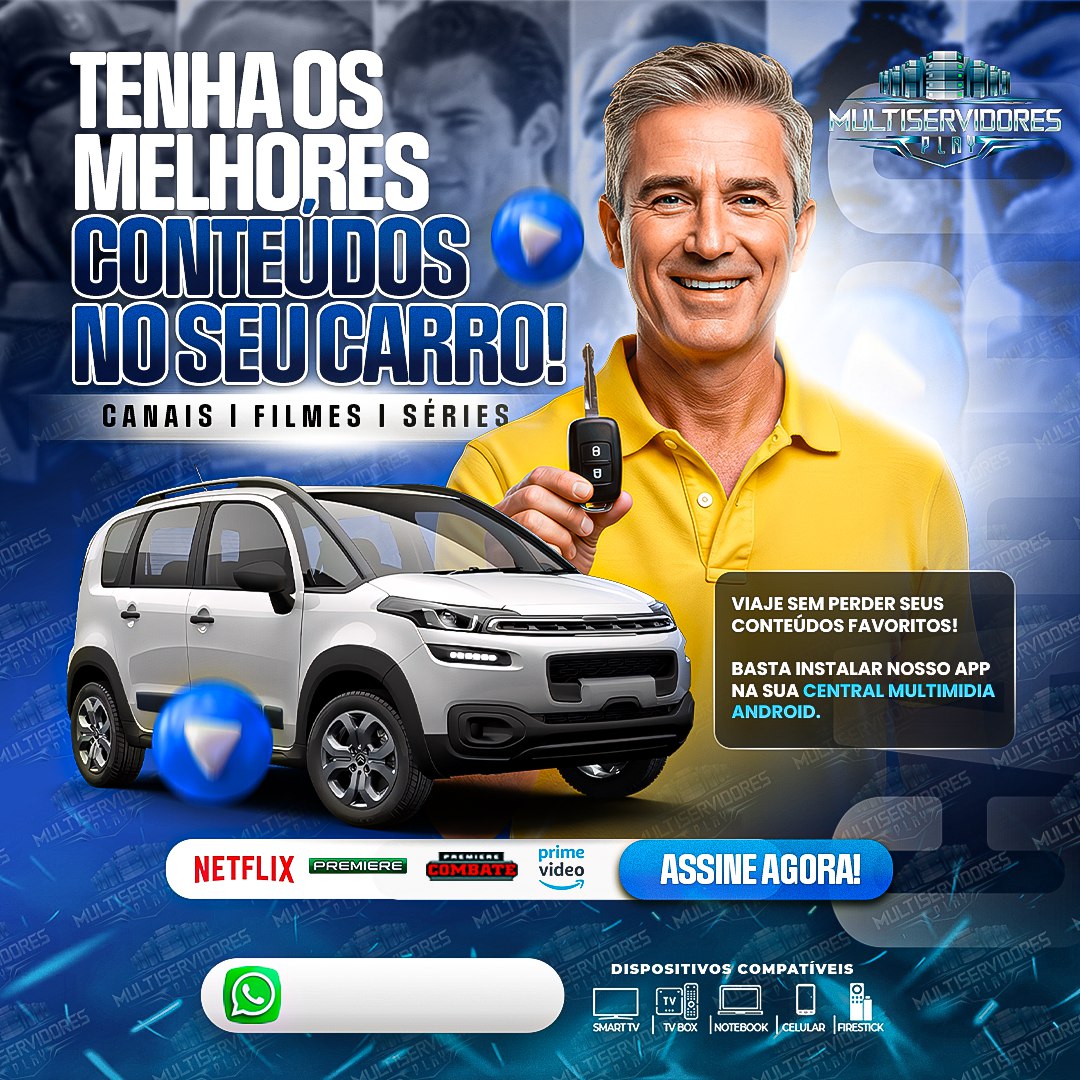 TENHA OS
MELHORES
CONTEÚDOS
NO SEU CARRO!
CANAIS | FILMES | SÉRIES
MULTISERVIDORES
PLAY
VIAJE SEM PERDER SEUS
CONTEÚDOS FAVORITOS!
BASTA INSTALAR NOSSO APP
NA SUA CENTRAL MULTIMIDIA
ANDROID.
NETFLIX
PREMIERE
PREMIERE
COMBATE
prime
video
ASSINE AGORA!
DISPOSITIVOS COMPATÍVEIS
TV
SMART TV | TV BOX | NOTEBOOK | CELULAR | FIRESTICK